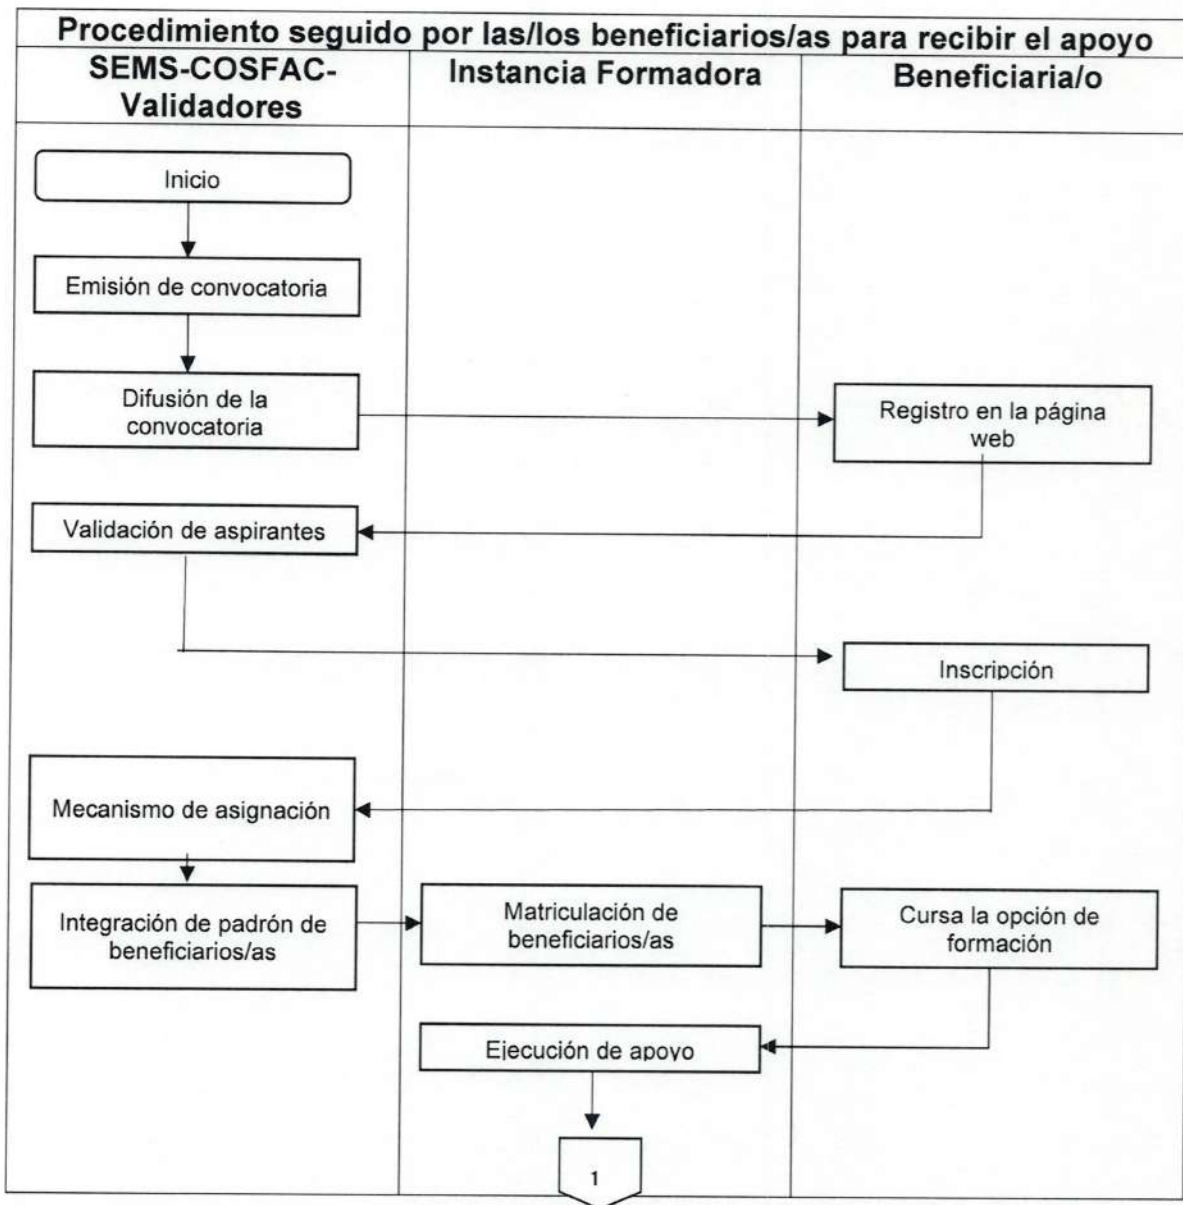 Procedimiento seguido por las/los beneficiarios/as para recibir el apoyo
SEMS-COSFAC-
Validadores
Instancia Formadora
Beneficiaria/o
Inicio
Emisión de convocatoria
Difusión de la
convocatoria
Registro en la página
web
Validación de aspirantes
Inscripción
Mecanismo de asignación
Integración de padrón de
beneficiarios/as
Matriculación de
beneficiarios/as
Cursa la opción de
formación
Ejecución de apoyo
1